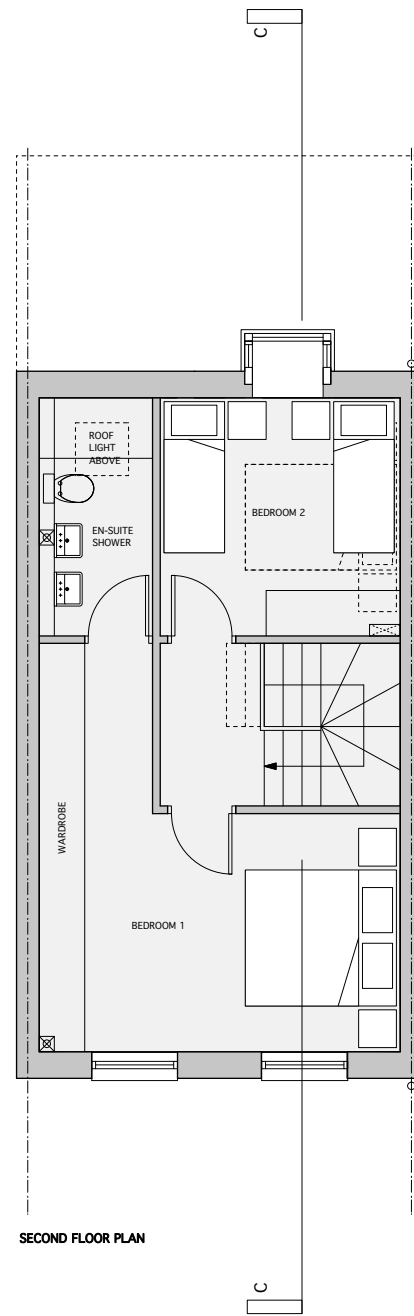 C
ROOF
LIGHT
ABOVE
EN-SUITE
SHOWER
BEDROOM 2
WARDROBE
BEDROOM 1
SECOND FLOOR PLAN
C